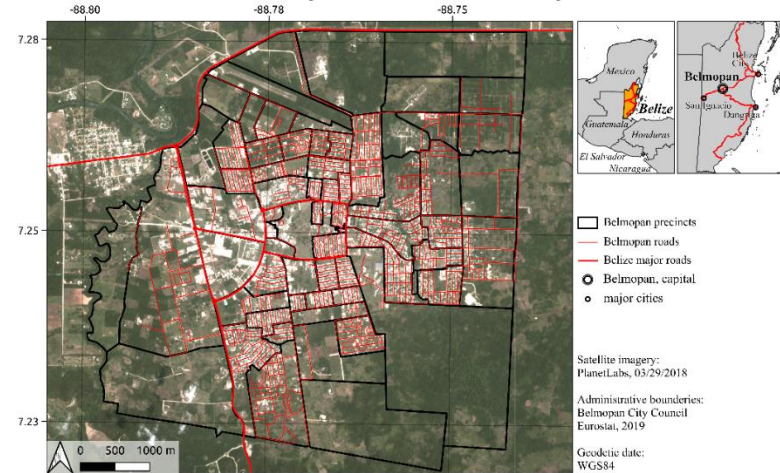 -88.80 -88.78 -88.75
7.28
7.25
7.23
0 500 1000 m
Mexico
Belize
Guatemala
Honduras
El Salvador
Nicaragua
Belize
City
Belmopan
San Ignacio
Dangriga
Belmopan precincts
Belmopan roads
Belize major roads
Belmopan, capital
major cities
Satellite imagery:
PlanetLabs, 03/29/2018
Administrative bounderies:
Belmopan City Council
Eurostat, 2019
Geodetic date:
WGS84